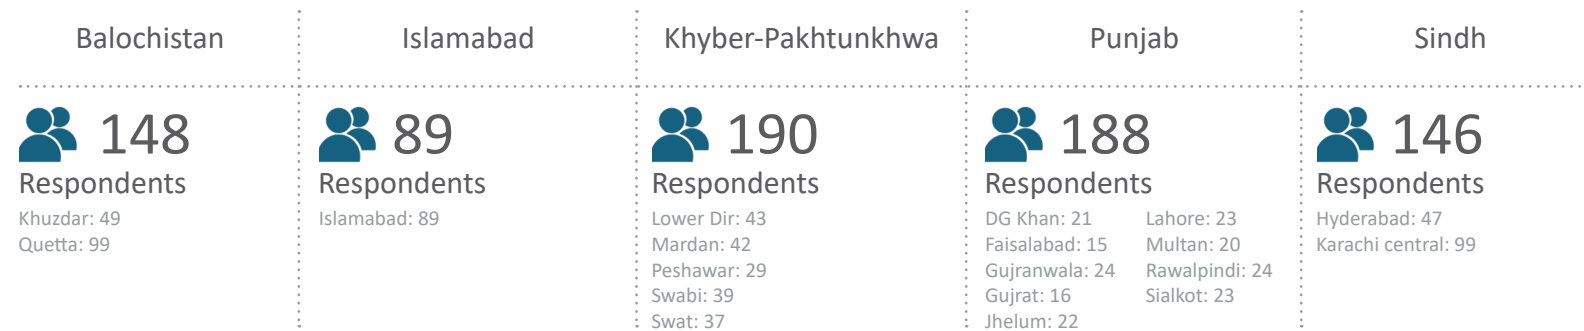 Balochistan
Islamabad
Khyber-Pakhtunkhwa
Punjab
Sindh
148
Respondents
Khuzdar: 49
Quetta: 99
89
Respondents
Islamabad: 89
190
Respondents
Lower Dir: 43
Mardan: 42
Peshawar: 29
Swabi: 39
Swat: 37
188
Respondents
DG Khan: 21
Faisalabad: 15
Gujranwala: 24
Gujrat: 16
Jhelum: 22
Lahore: 23
Multan: 20
Rawalpindi: 24
Sialkot: 23
146
Respondents
Hyderabad: 47
Karachi central: 99